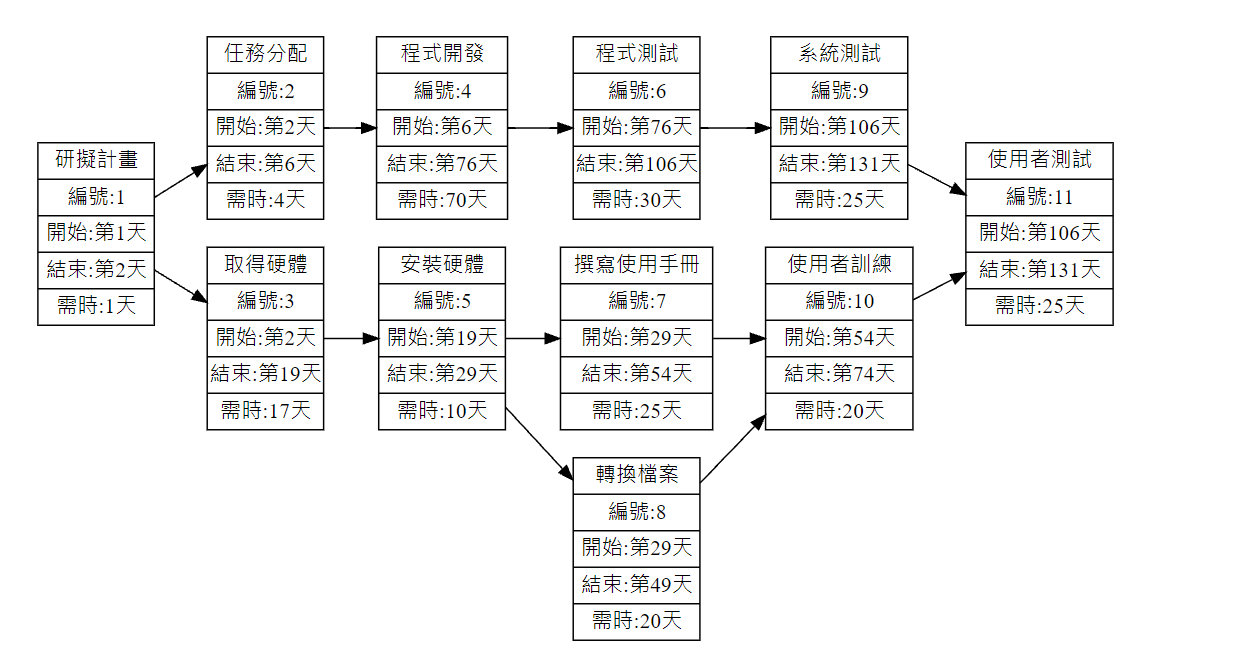 研擬計畫
編號:1
開始:第1天
結束:第2天
需時:1天
任務分配
編號:2
開始:第2天
結束:第6天
需時:4天
程式開發
編號:4
開始:第6天
結束:第76天
需時:70天
程式測試
編號:6
開始:第76天
結束:第106天
需時:30天
系統測試
編號:9
開始:第106天
結束:第131天
需時:25天
取得硬體
編號:3
開始:第2天
結束:第19天
需時:17天
安裝硬體
編號:5
開始:第19天
結束:第29天
需時:10天
撰寫使用手冊
編號:7
開始:第29天
結束:第54天
需時:25天
轉換檔案
編號:8
開始:第29天
結束:第49天
需時:20天
使用者訓練
編號:10
開始:第54天
結束:第74天
需時:20天
使用者測試
編號:11
開始:第106天
結束:第131天
需時:25天